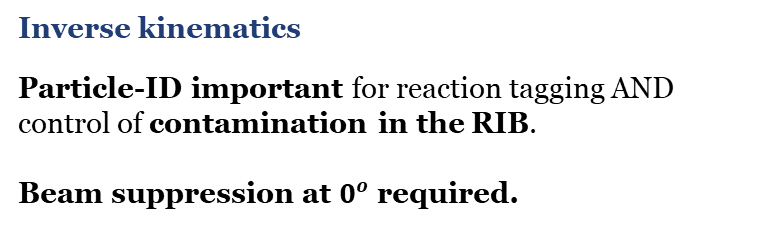 Inverse kinematics
Particle-ID important for reaction tagging AND
control of contamination in the RIB.
Beam suppression at 0⁰ required.